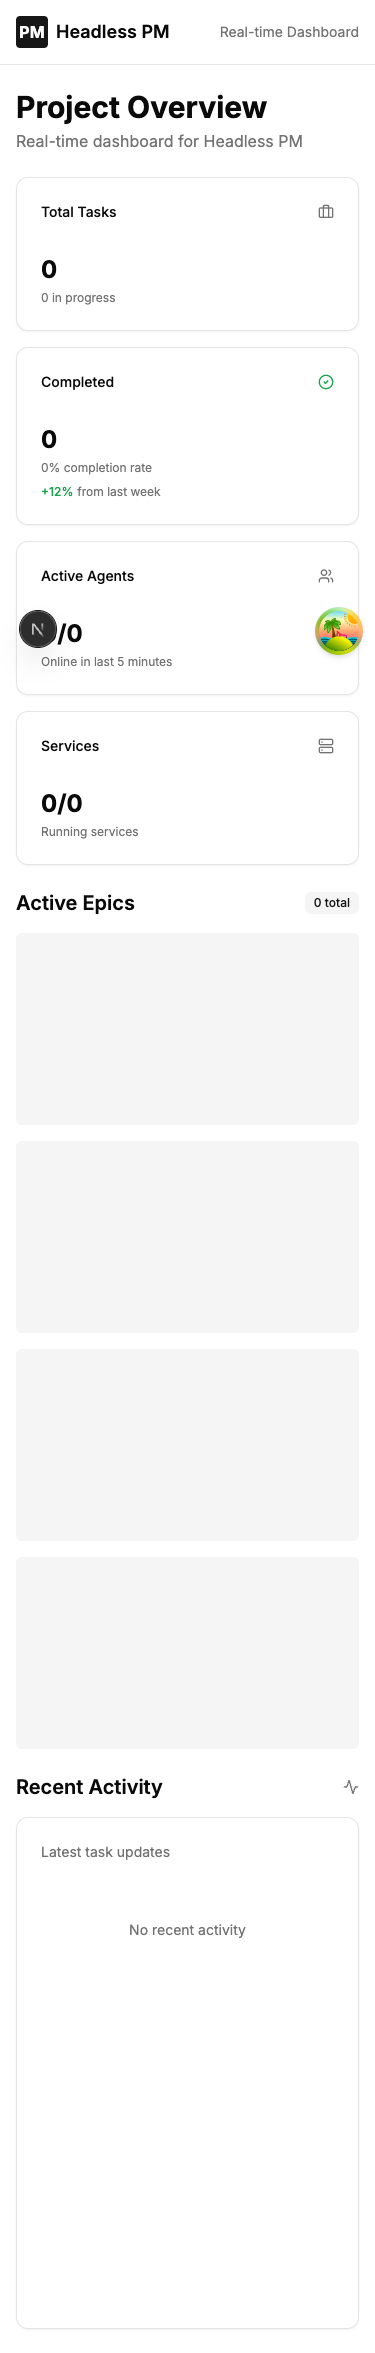 PM Headless PM Real-time Dashboard
Project Overview
Real-time dashboard for Headless PM
Total Tasks
0
0 in progress
Completed
0
0% completion rate
+12% from last week
Active Agents
N /0
Online in last 5 minutes
Services
0/0
Running services
Active Epics 0 total
Recent Activity
Latest task updates
No recent activity